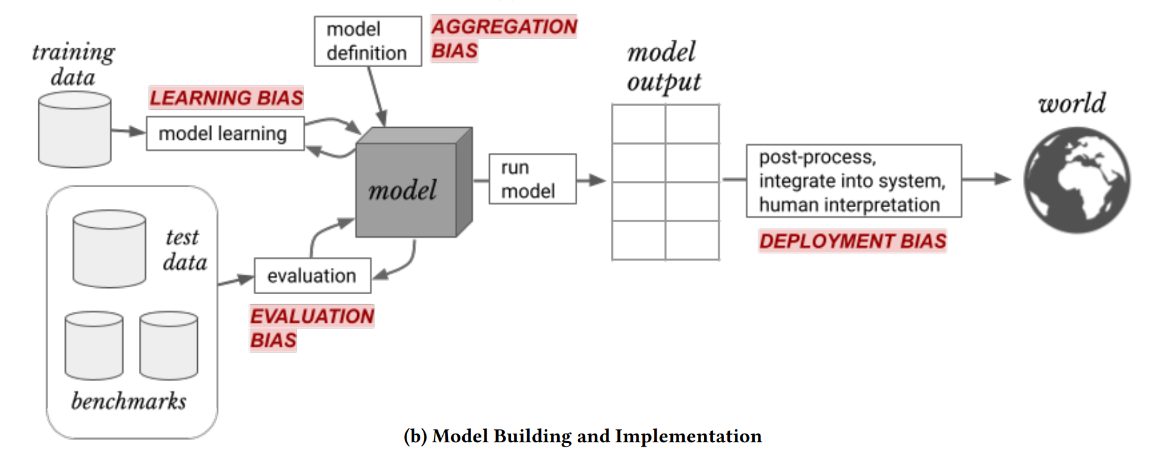 training
data
LEARNING BIAS
model learning
model
definition
AGGREGATION
BIAS
model
test
data
benchmarks
evaluation
EVALUATION
BIAS
run
model
model
output
post-process,
integrate into system,
human interpretation
DEPLOYMENT BIAS
world
(b) Model Building and Implementation